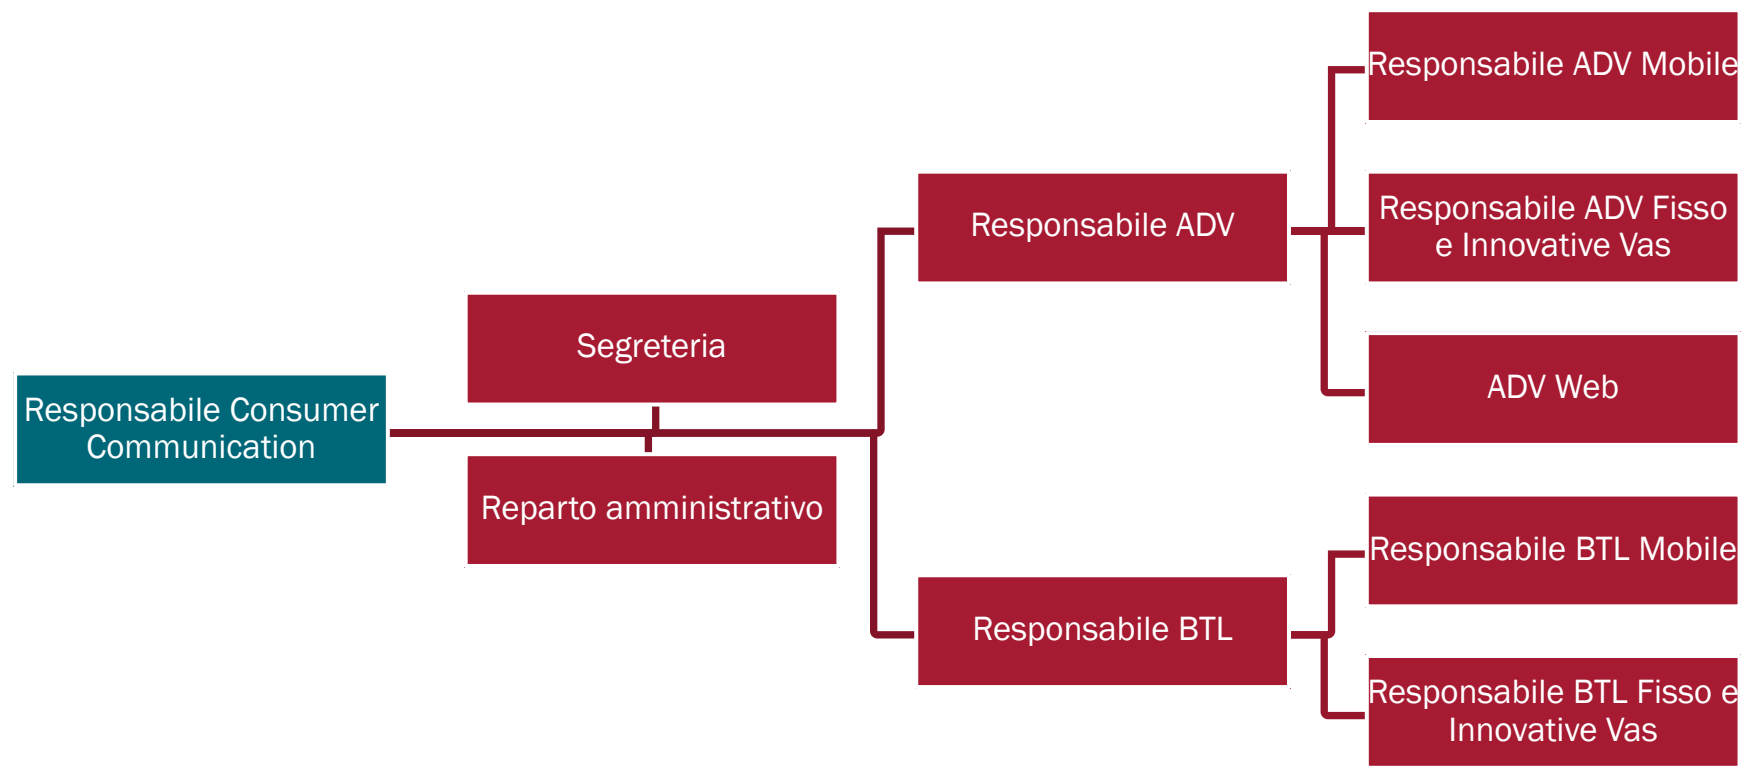 Responsabile Consumer
Communication
Segreteria
Reparto amministrativo
Responsabile ADV
Responsabile BTL
Responsabile ADV Mobile
Responsabile ADV Fisso
e Innovative Vas
ADV Web
Responsabile BTL Mobile
Responsabile BTL Fisso e
Innovative Vas